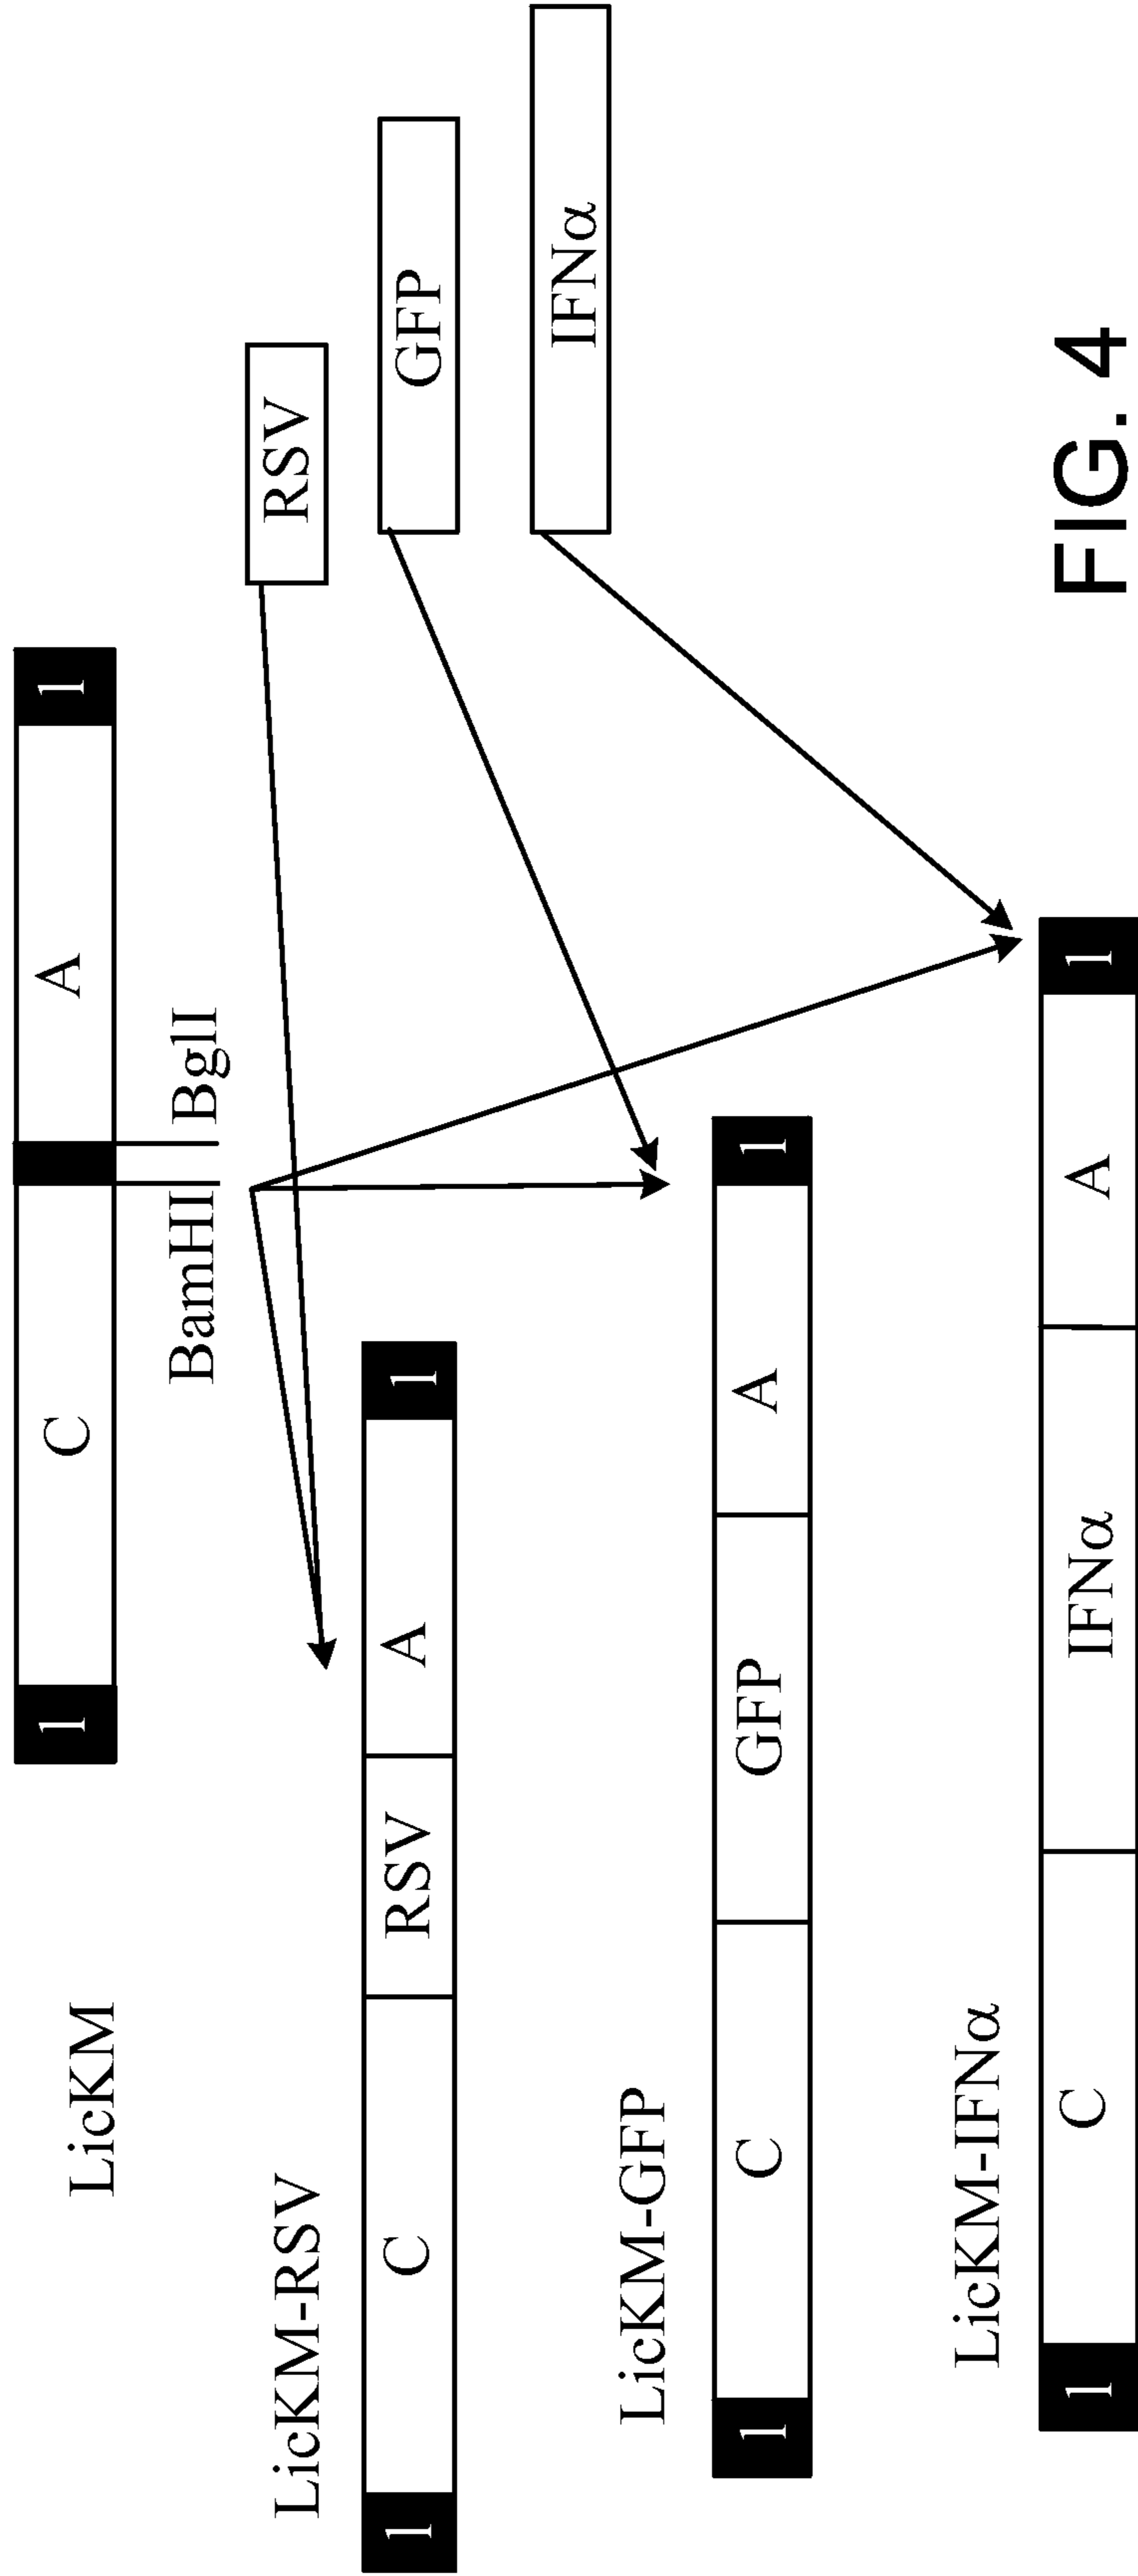 LicKM
1 C A 1
BamHI BglI
RSV
LicKM-RSV
1 C RSV A 1
GFP
LicKM-GFP
1 C GFP A 1
IFNα
LicKM-IFNα
1 C IFNα A 1
FIG. 4